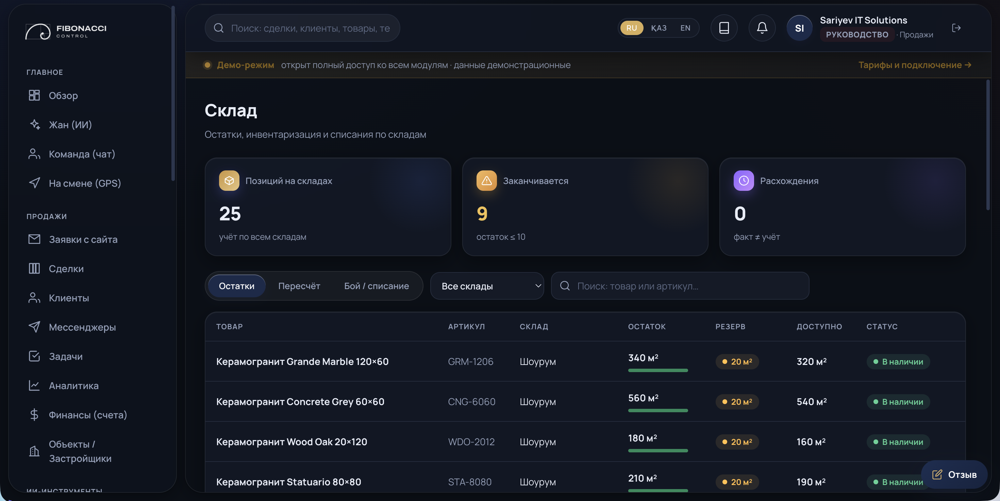 FIBONACCI
CONTROL
ГЛАВНОЕ
Обзор
Жан (ИИ)
Команда (чат)
На смене (GPS)
ПРОДАЖИ
Заявки с сайта
Сделки
Клиенты
Мессенджеры
Задачи
Аналитика
Финансы (счета)
Объекты /
Застройщики
ИИ-ИНСТРУМЕНТЫ
Поиск: сделки, клиенты, товары, те
RU ҚАЗ EN
SI
Sariyev IT Solutions
РУКОВОДСТВО · Продажи
Демо-режим открыт полный доступ ко всем модулям · данные демонстрационные
Тарифы и подключение →
Склад
Остатки, инвентаризация и списания по складам
Позиций на складах
25
учёт по всем складам
Заканчивается
9
остаток ≤ 10
Расхождения
0
факт ≠ учёт
Остатки Пересчёт Бой / списание
Все склады
Поиск: товар или артикул...
ТОВАР АРТИКУЛ СКЛАД ОСТАТОК РЕЗЕРВ ДОСТУПНО СТАТУС
Керамогранит Grande Marble 120×60 GRM-1206 Шоурум 340 м² 20 м² 320 м² В наличии
Керамогранит Concrete Grey 60×60 CNG-6060 Шоурум 560 м² 20 м² 540 м² В наличии
Керамогранит Wood Oak 20×120 WDO-2012 Шоурум 180 м² 20 м² 160 м² В наличии
Керамогранит Statuario 80×80 STA-8080 Шоурум 210 м² 20 м² 190 м² В наличии
Отзыв